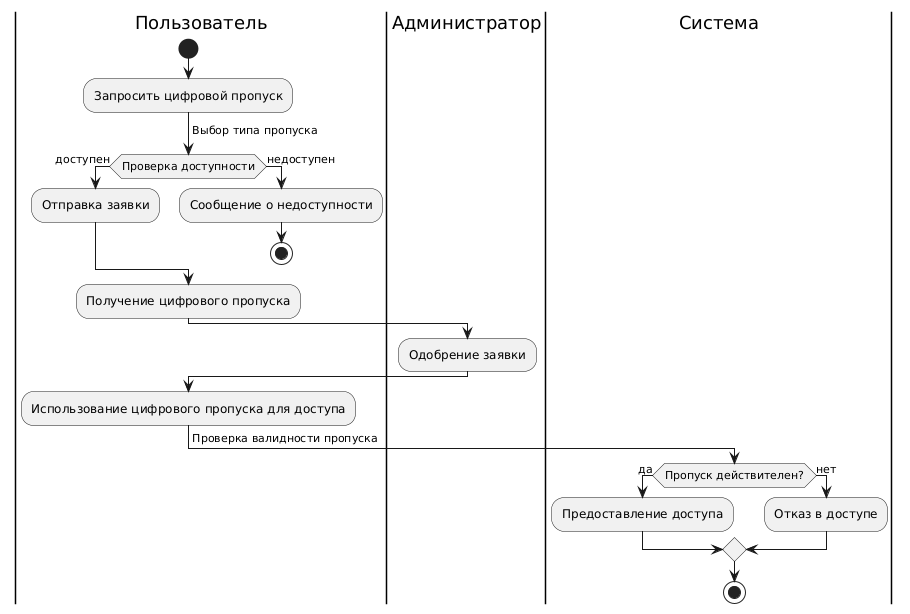 Пользователь
Администратор
Система
Запросить цифровой пропуск
Выбор типа пропуска
доступен
Проверка доступности
недоступен
Отправка заявки
Сообщение о недоступности
Получение цифрового пропуска
Одобрение заявки
Использование цифрового пропуска для доступа
Проверка валидности пропуска
да
Пропуск действителен?
нет
Предоставление доступа
Отказ в доступе